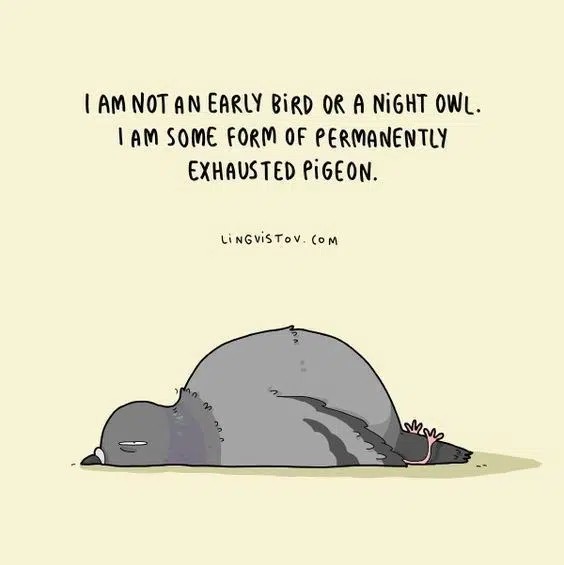 I AM NOT AN EARLY BIRD OR A NIGHT OWL.
I AM SOME FORM OF PERMANENTLY
EXHAUSTED PIGEON.
LINGVISTOV.COM